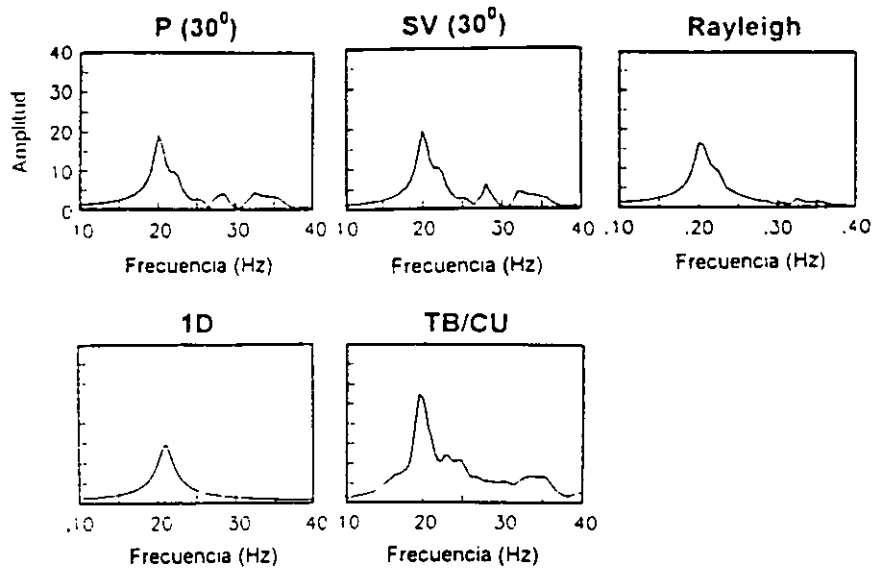 P (30⁰)
SV (30⁰)
Rayleigh
Amplitud
40
30
20
10
0
10 20 30 40
10 20 30 40
.10 .20 .30 .40
Frecuencia (Hz)
Frecuencia (Hz)
Frecuencia (Hz)
1D
TB/CU
.10 20 30 40
10 20 30 40
Frecuencia (Hz)
Frecuencia (Hz)